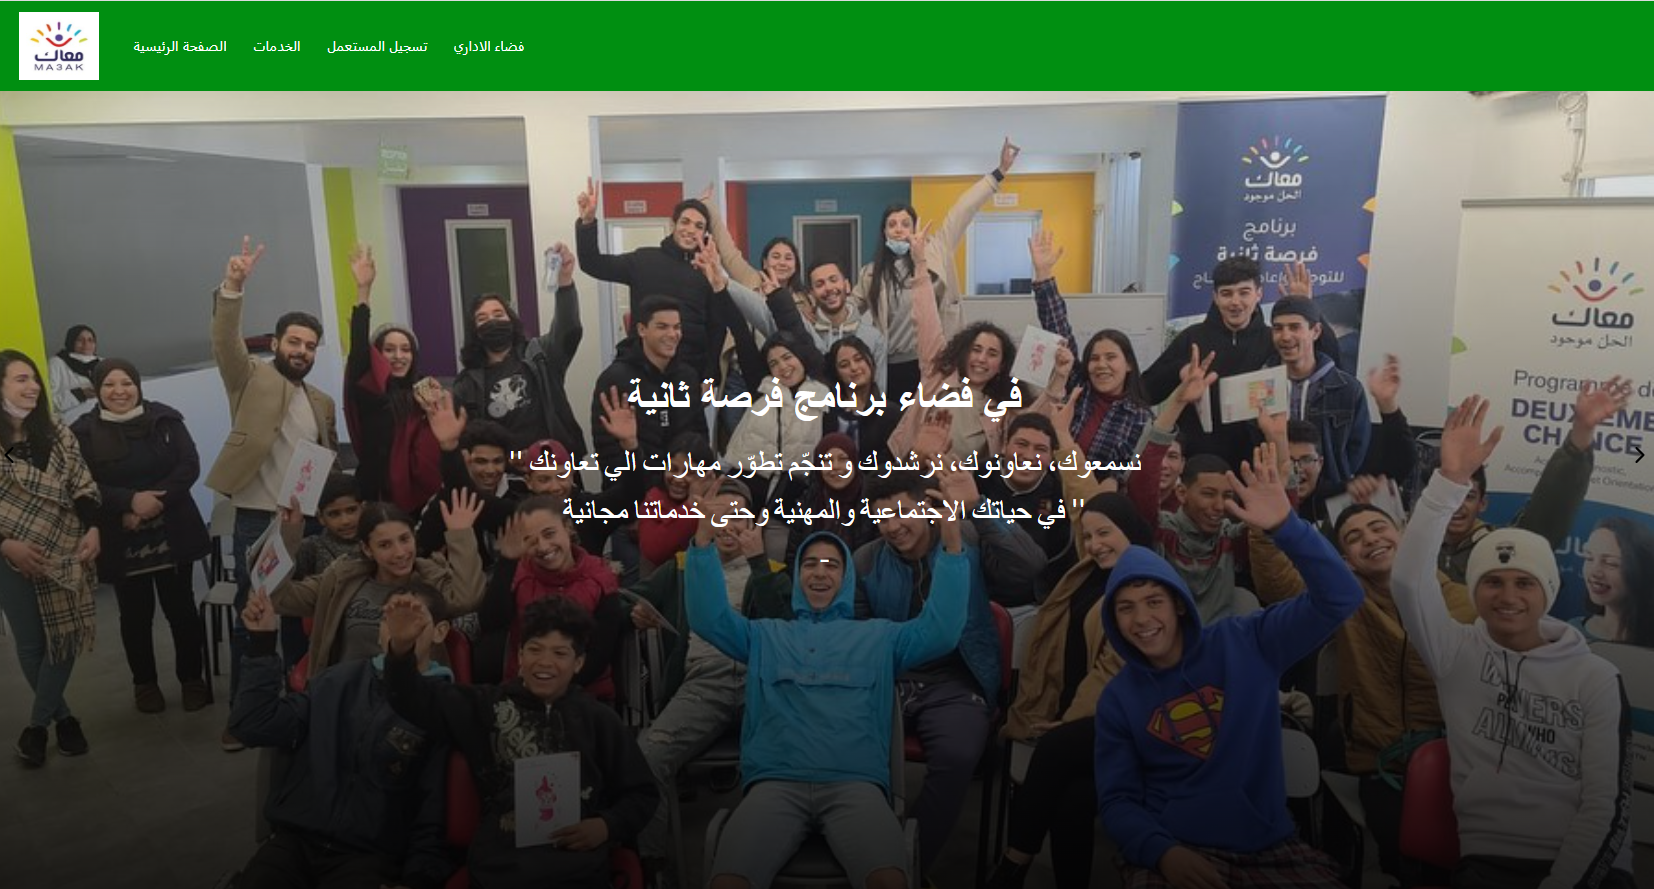 معاك
MA3AK
الصفحة الرئيسية
الخدمات
تسجيل المستعمل
فضاء الاداري
معاك
الحل موجود
برنامج
فرصة ثانية
معاك
الحل موجود
Programme de
DEUXIÈME
CHANCE
في فضاء برنامج فرصة ثانية
نسمعوك، نعاونوك، نرشدوك و تنجّم تطوّر مهارات الي تعاونك ''
'' في حياتك الاجتماعية والمهنية وحتى خدماتنا مجانية
-
WHO